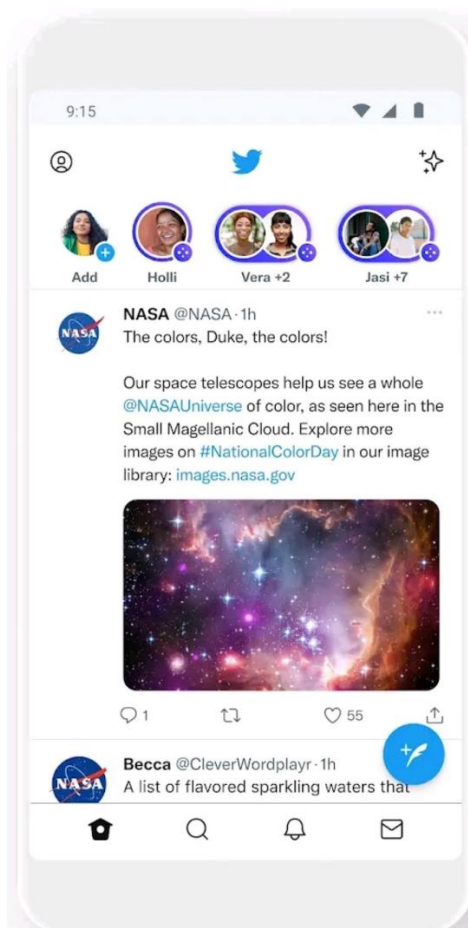 9:15
Add
Holli
Vera +2
Jasi +7
NASA
NASA @NASA · 1h
The colors, Duke, the colors!
Our space telescopes help us see a whole
@NASAUniverse of color, as seen here in the
Small Magellanic Cloud. Explore more
images on #NationalColorDay in our image
library: images.nasa.gov
1
55
NASA
Becca @CleverWordplayr · 1h
A list of flavored sparkling waters that